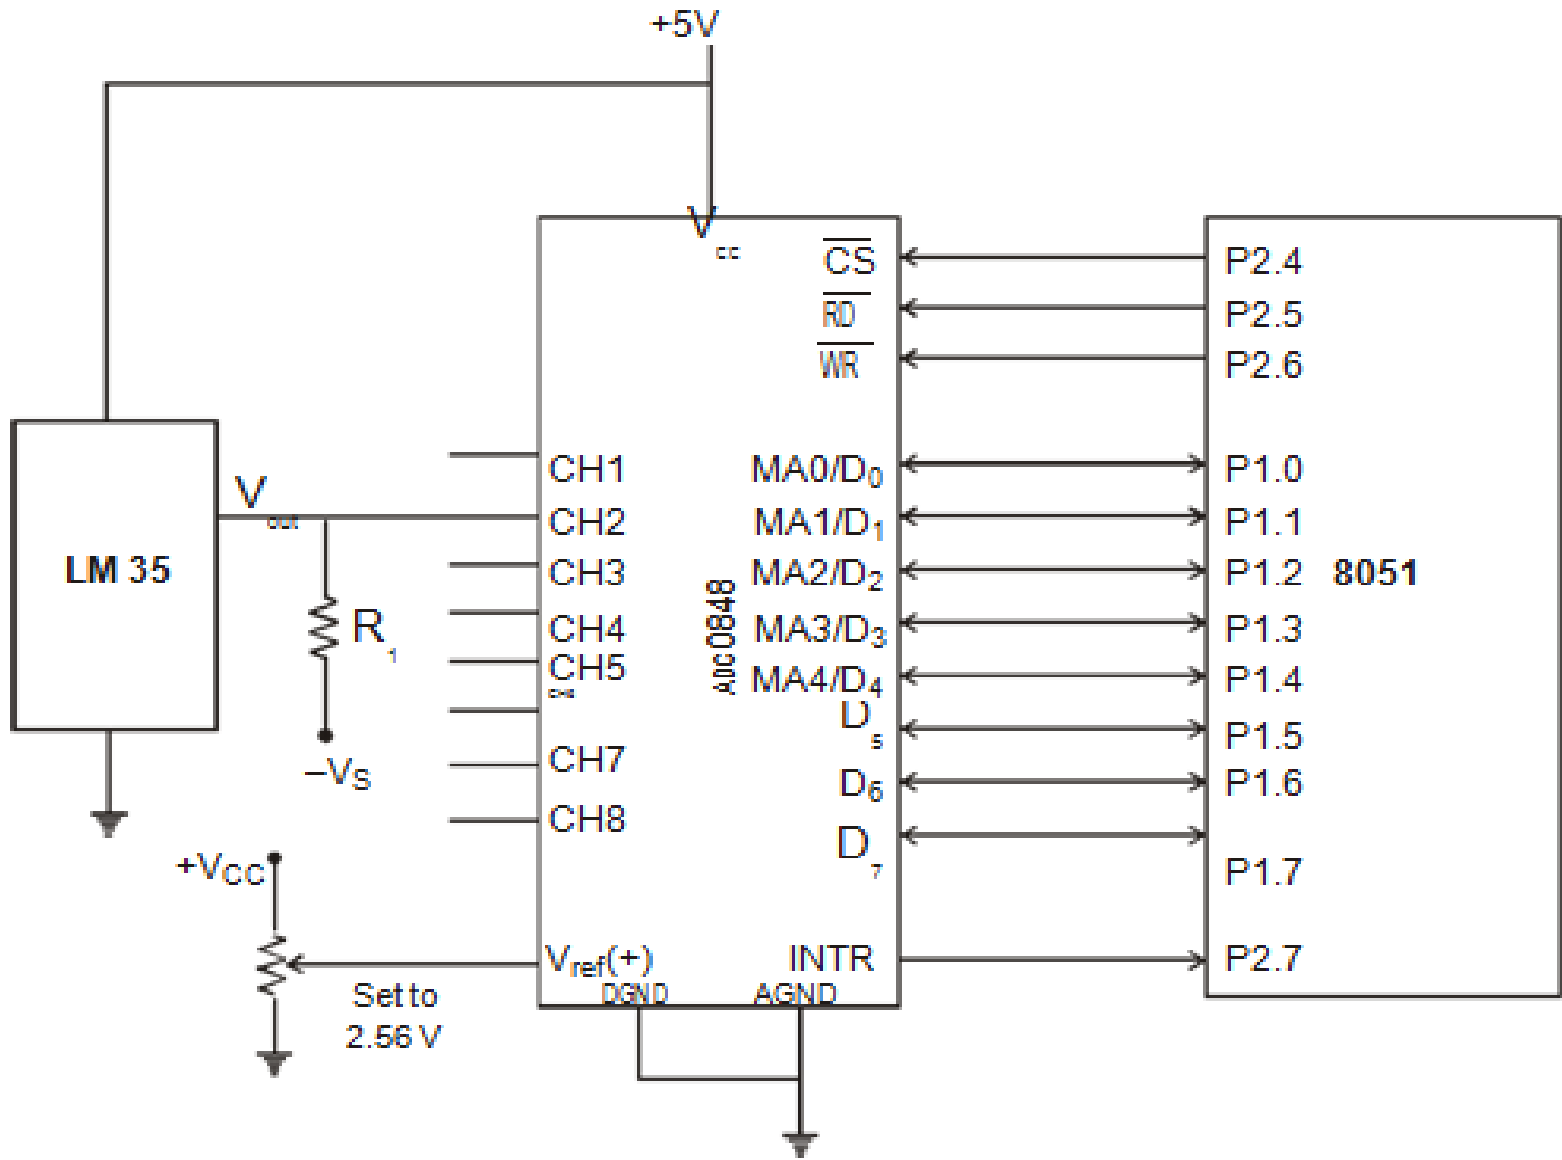 +5V
VCC
CS
RD
WR
P2.4
P2.5
P2.6
LM 35
Vout
R1
–VS
CH1
CH2
CH3
CH4
CH5
CH7
CH8
ADC0848
MA0/D0
MA1/D1
MA2/D2
MA3/D3
MA4/D4
D5
D6
D7
P1.0
P1.1
P1.2
P1.3
P1.4
P1.5
P1.6
P1.7
8051
+VCC
Set to
2.56 V
Vref(+)
INTR
DGND
AGND
P2.7